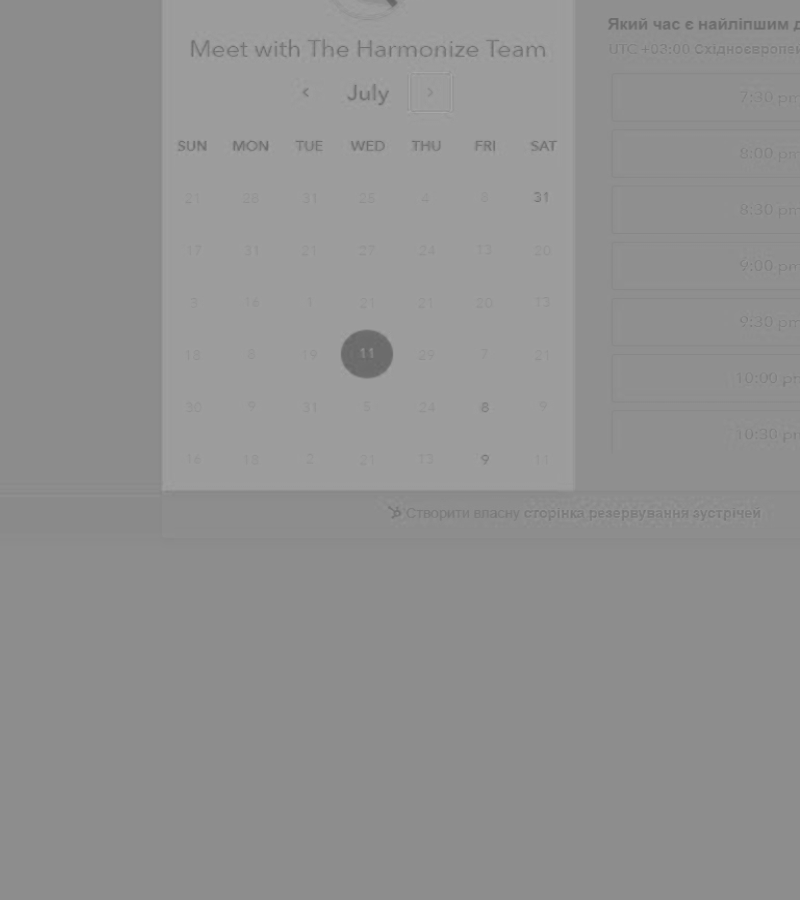 Meet with The Harmonize Team
July
SUN MON TUE WED THU FRI SAT
21 28 31 25 4 8 31
17 31 21 27 24 13 20
3 16 1 21 21 20 13
18 8 19 11 29 7 21
30 9 31 5 24 8 9
16 18 2 21 13 9 11
Який час є найліпшим
UTC +03:00
7:30 pm
8:00 pm
8:30 pm
9:00 pm
9:30 pm
10:00 pm
10:30 pm
Створити власну сторінка резервування зустрічей